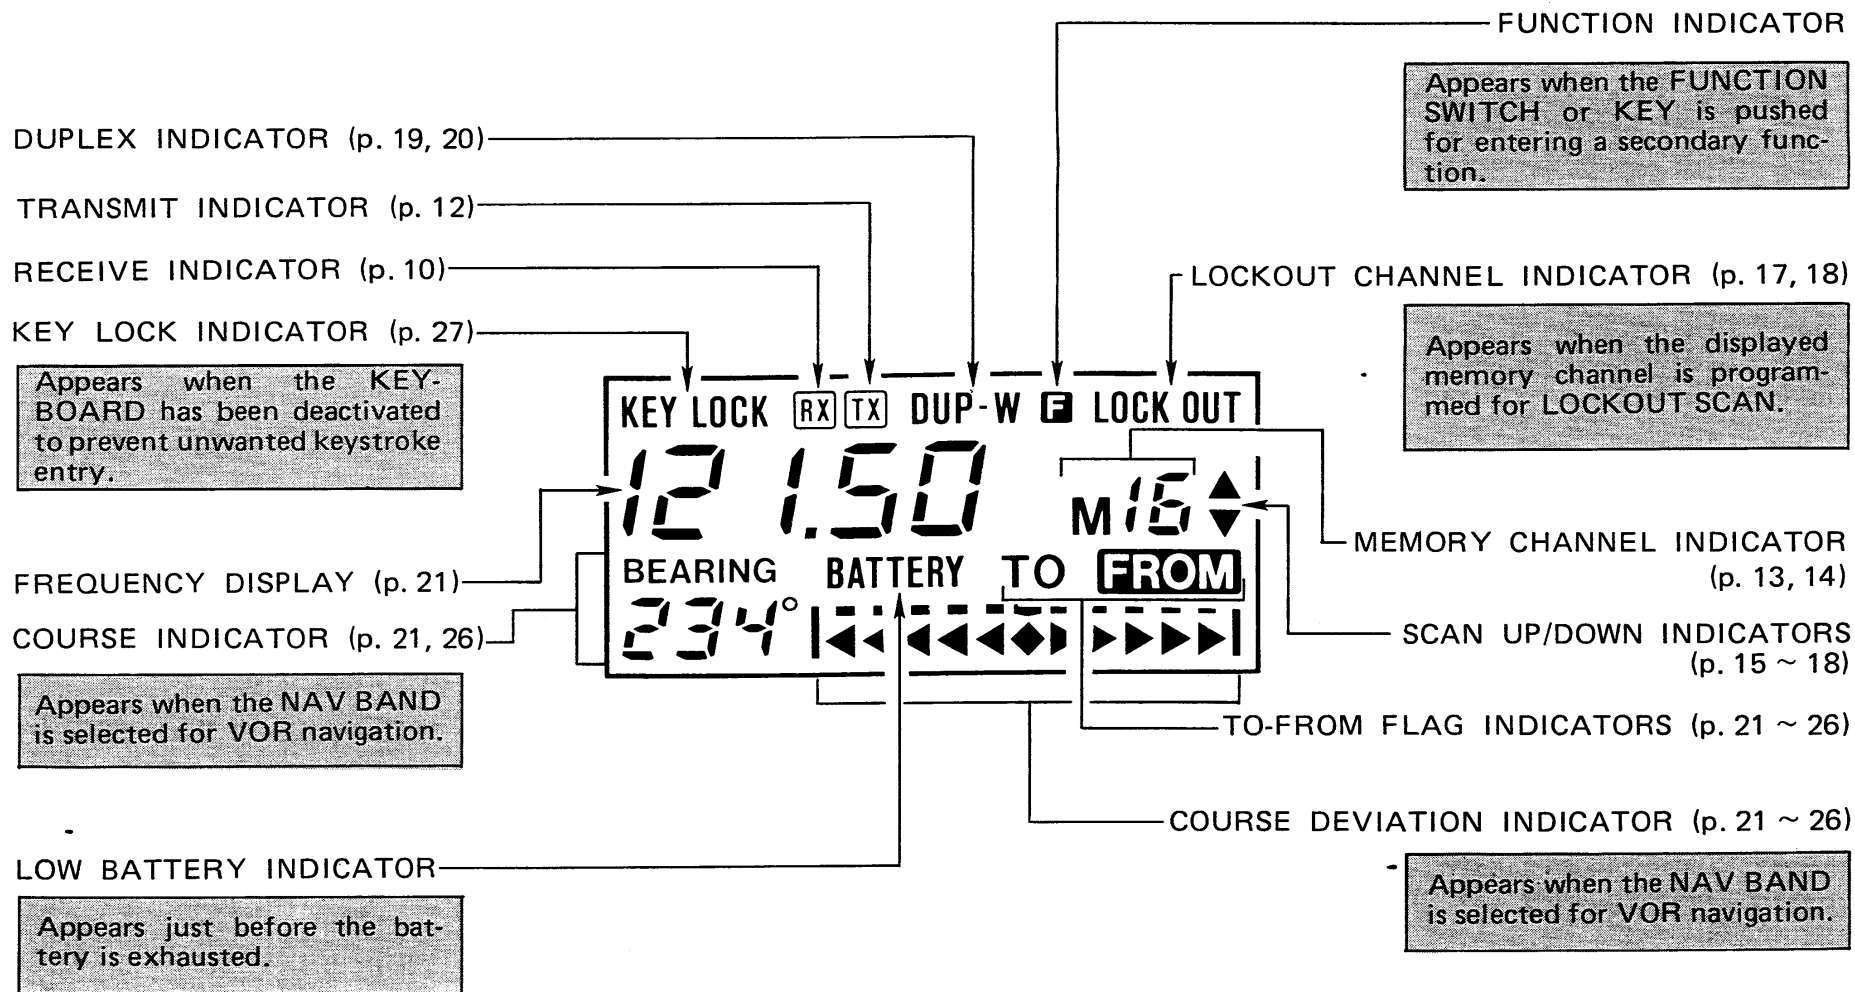 FUNCTION INDICATOR
Appears when the FUNCTION
SWITCH or KEY is pushed
for entering a secondary func-
tion.
DUPLEX INDICATOR (p. 19, 20)
TRANSMIT INDICATOR (p. 12)
RECEIVE INDICATOR (p. 10)
KEY LOCK INDICATOR (p. 27)
Appears when the KEY-
BOARD has been deactivated
to prevent unwanted keystroke
entry.
FREQUENCY DISPLAY (p. 21)
COURSE INDICATOR (p. 21, 26)
Appears when the NAV BAND
is selected for VOR navigation.
LOW BATTERY INDICATOR
Appears just before the bat-
tery is exhausted.
KEY LOCK RX TX DUP-W F LOCK OUT
121.50 M16
BEARING BATTERY TO FROM
234°
LOCKOUT CHANNEL INDICATOR (p. 17, 18)
Appears when the displayed
memory channel is program-
med for LOCKOUT SCAN.
MEMORY CHANNEL INDICATOR
(p. 13, 14)
SCAN UP/DOWN INDICATORS
(p. 15 ~ 18)
TO-FROM FLAG INDICATORS (p. 21 ~ 26)
COURSE DEVIATION INDICATOR (p. 21 ~ 26)
Appears when the NAV BAND
is selected for VOR navigation.